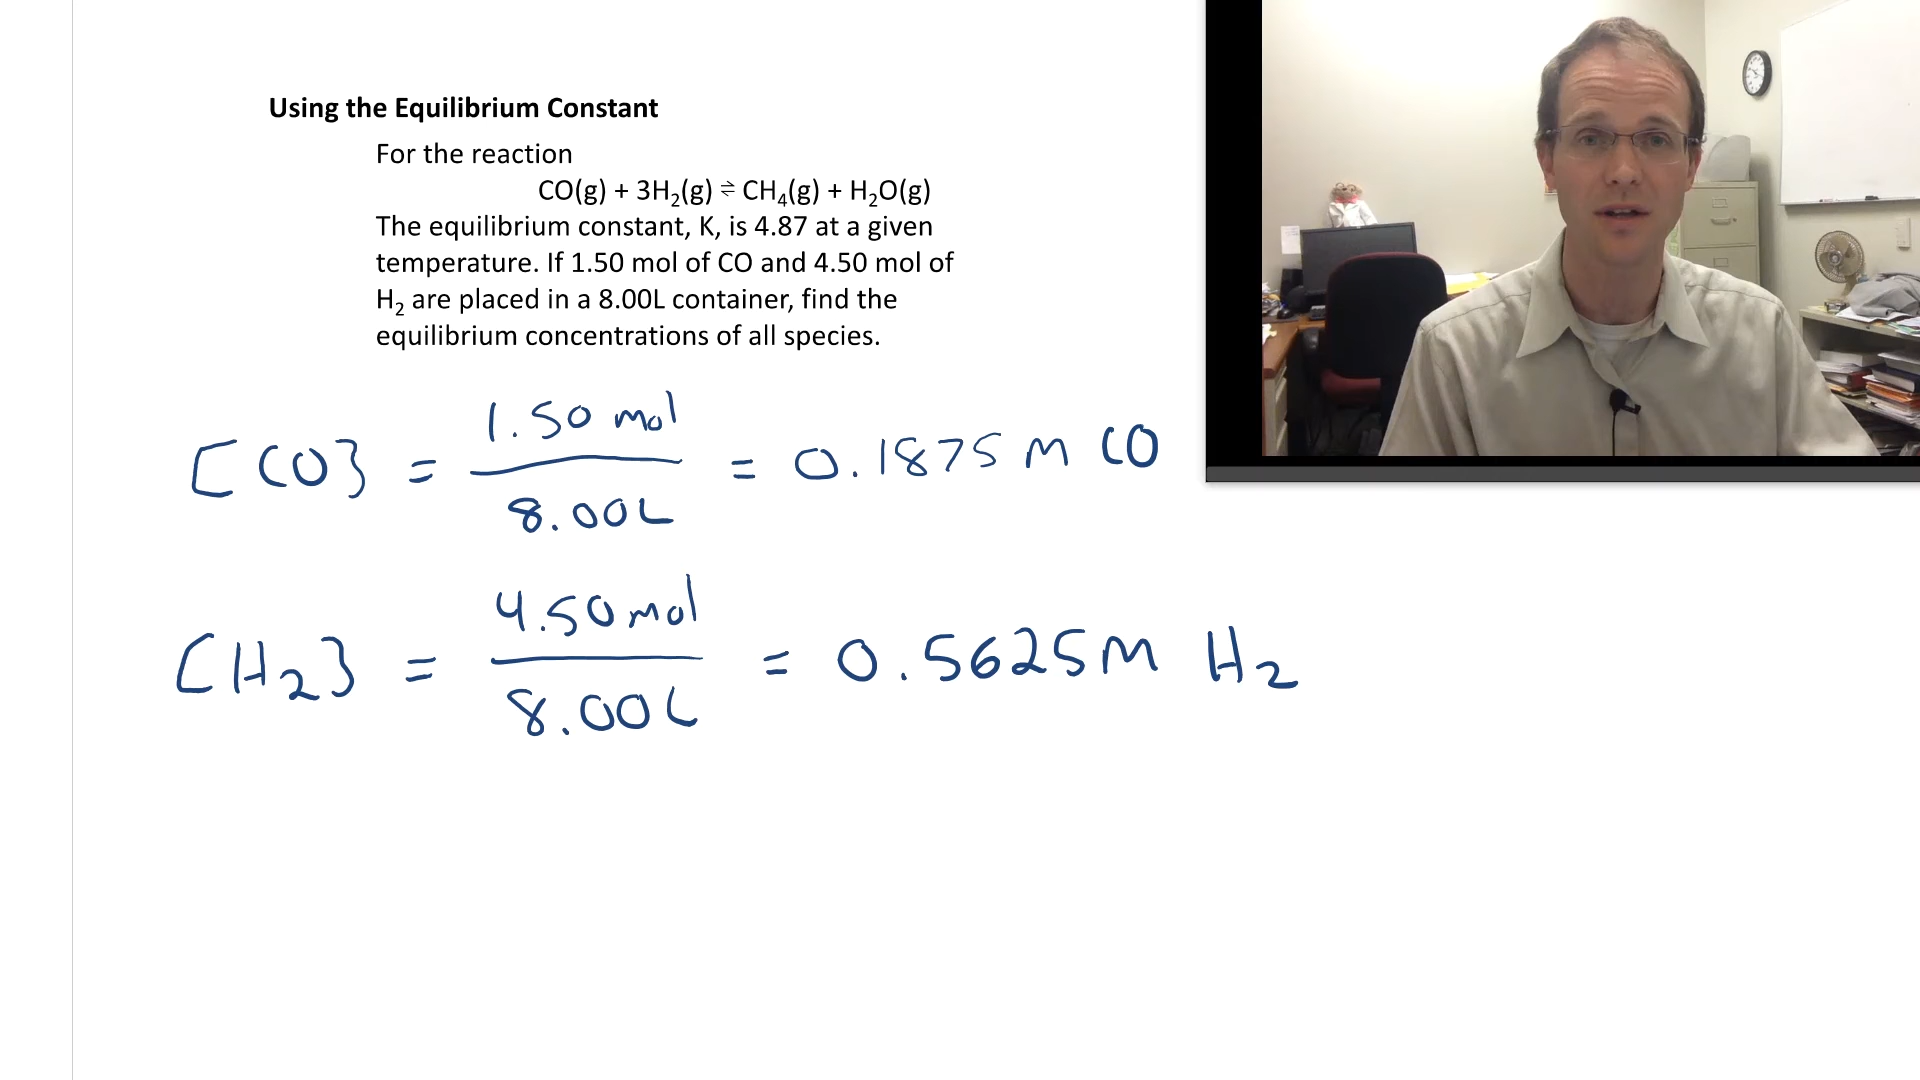 Using the Equilibrium Constant
For the reaction
CO(g) + 3H₂(g) ⇌ CH₄(g) + H₂O(g)
The equilibrium constant, K, is 4.87 at a given
temperature. If 1.50 mol of CO and 4.50 mol of
H₂ are placed in a 8.00L container, find the
equilibrium concentrations of all species.
[CO] = 1.50 mol / 8.00L = 0.1875 M CO
[H₂] = 4.50 mol / 8.00L = 0.5625 M H₂